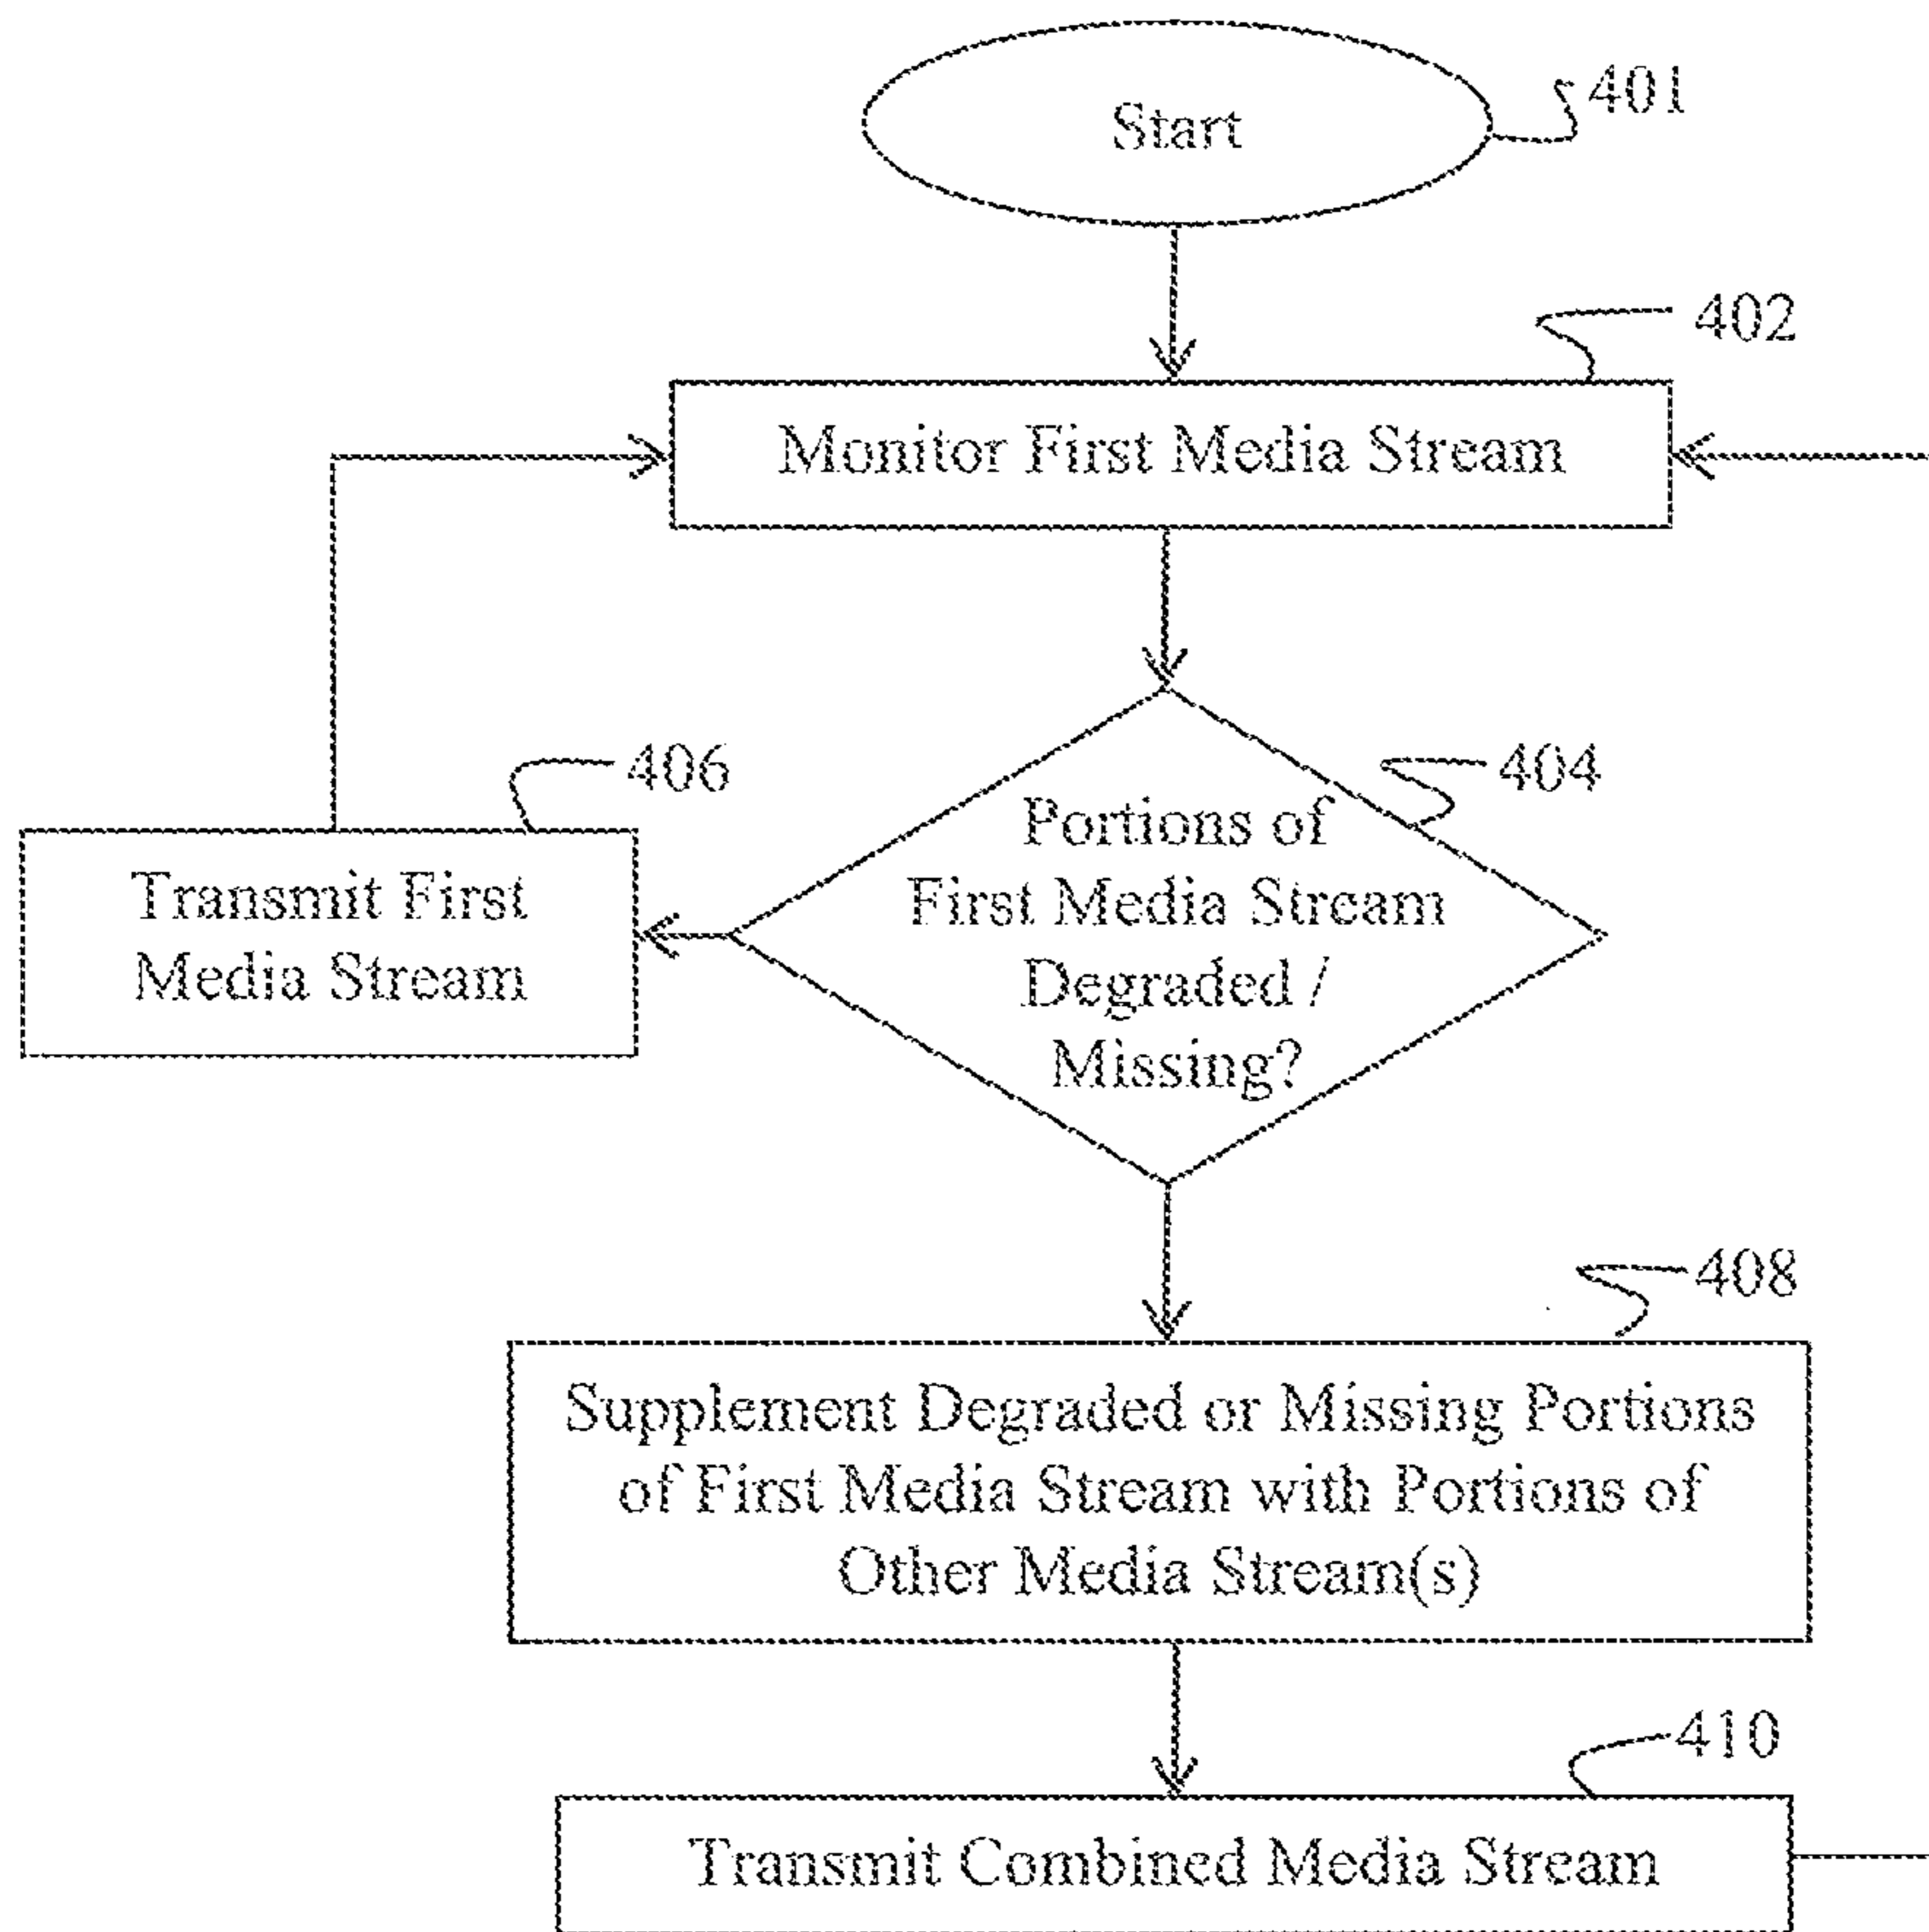 Start
401
402
Monitor First Media Stream
406
404
Transmit First
Media Stream
Portions of
First Media Stream
Degraded /
Missing?
408
Supplement Degraded or Missing Portions
of First Media Stream with Portions of
Other Media Stream(s)
410
Transmit Combined Media Stream